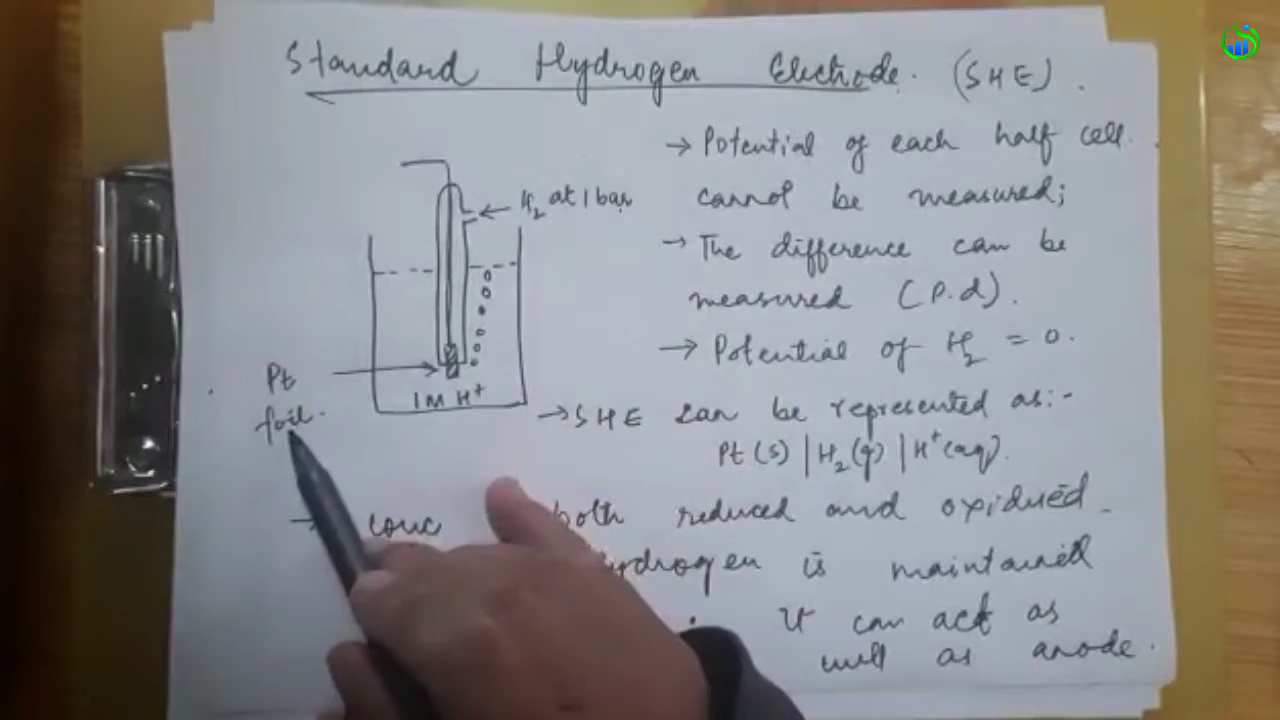 Standard Hydrogen Electrode. (SHE).
→ Potential of each half cell.
cannot be measured;
→ The difference can be
measured (P.d).
→ Potential of H₂ = 0.
H₂ at 1 bar
Pt
foil.
1M H⁺
→ SHE can be represented as:-
Pt(s) | H₂(g) | H⁺(aq).
→ conc both reduced and oxidized
is maintained
It can act as
well as anode.